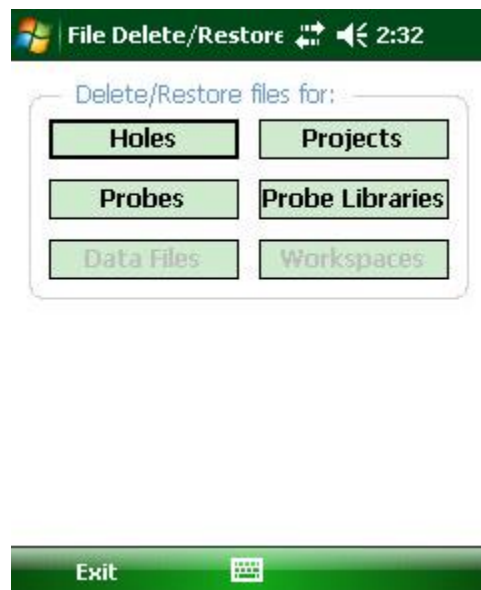 File Delete/Restore 2:32
Delete/Restore files for:
Holes Projects
Probes Probe Libraries
Data Files Workspaces
Exit